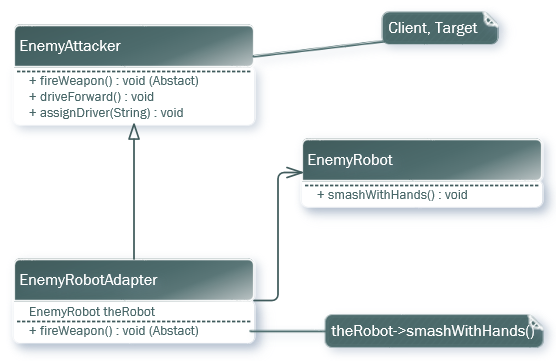 EnemyAttacker
+ fireWeapon() : void (Abstact)
+ driveForward() : void
+ assignDriver(String) : void
Client, Target
EnemyRobot
+ smashWithHands() : void
EnemyRobotAdapter
EnemyRobot theRobot
+ fireWeapon() : void (Abstact)
theRobot->smashWithHands()